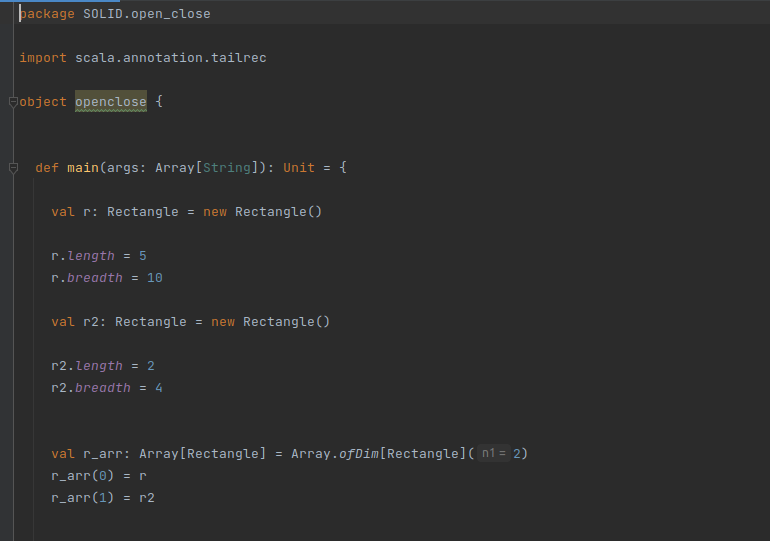 package SOLID.open_close
import scala.annotation.tailrec
object openclose {
def main(args: Array[String]): Unit = {
val r: Rectangle = new Rectangle()
r.length = 5
r.breadth = 10
val r2: Rectangle = new Rectangle()
r2.length = 2
r2.breadth = 4
val r_arr: Array[Rectangle] = Array.ofDim[Rectangle]( n1 = 2)
r_arr(0) = r
r_arr(1) = r2